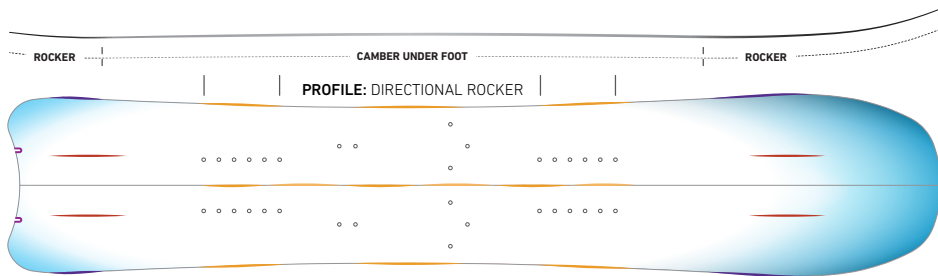 ROCKER CAMBER UNDER FOOT ROCKER
PROFILE: DIRECTIONAL ROCKER